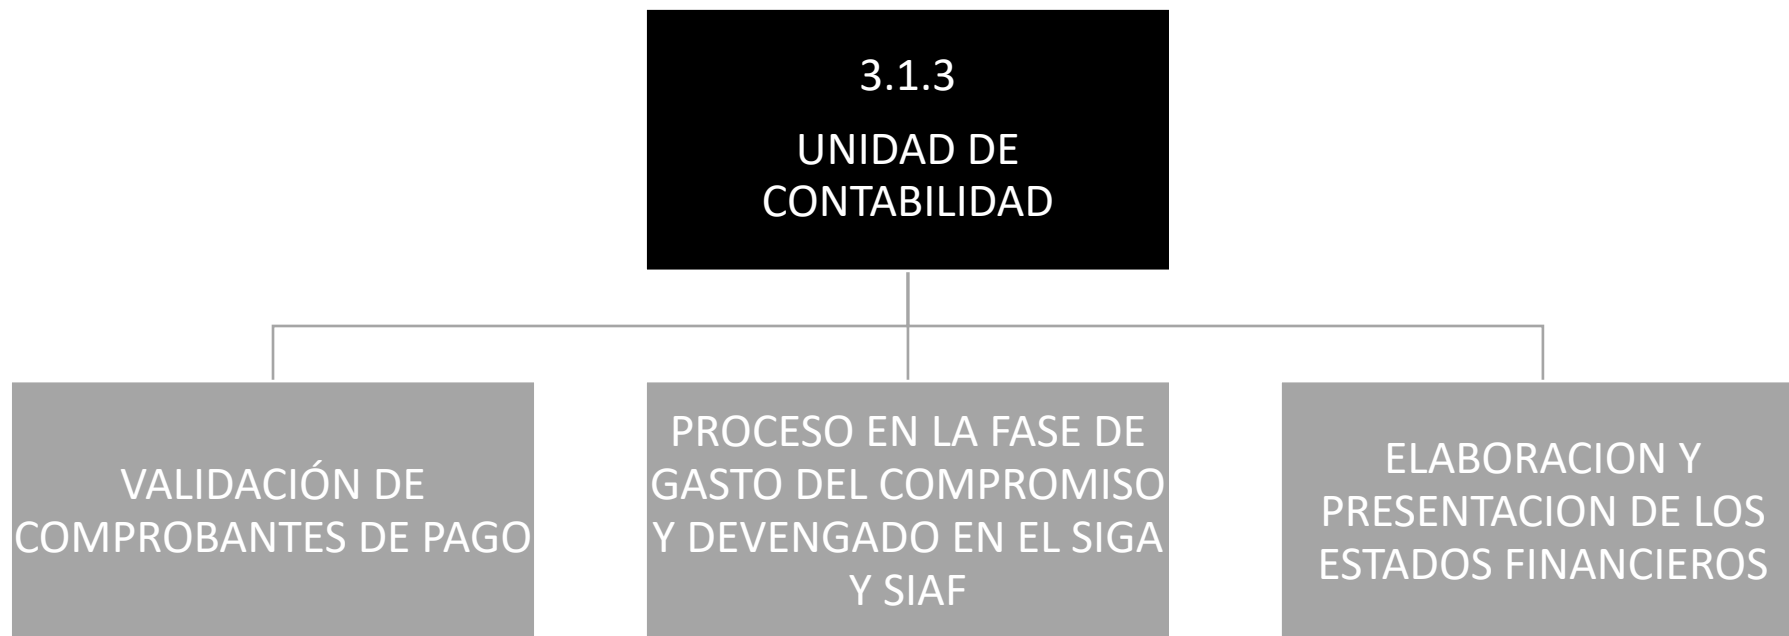 3.1.3
UNIDAD DE
CONTABILIDAD
VALIDACIÓN DE
COMPROBANTES DE PAGO
PROCESO EN LA FASE DE
GASTO DEL COMPROMISO
Y DEVENGADO EN EL SIGA
Y SIAF
ELABORACION Y
PRESENTACION DE LOS
ESTADOS FINANCIEROS